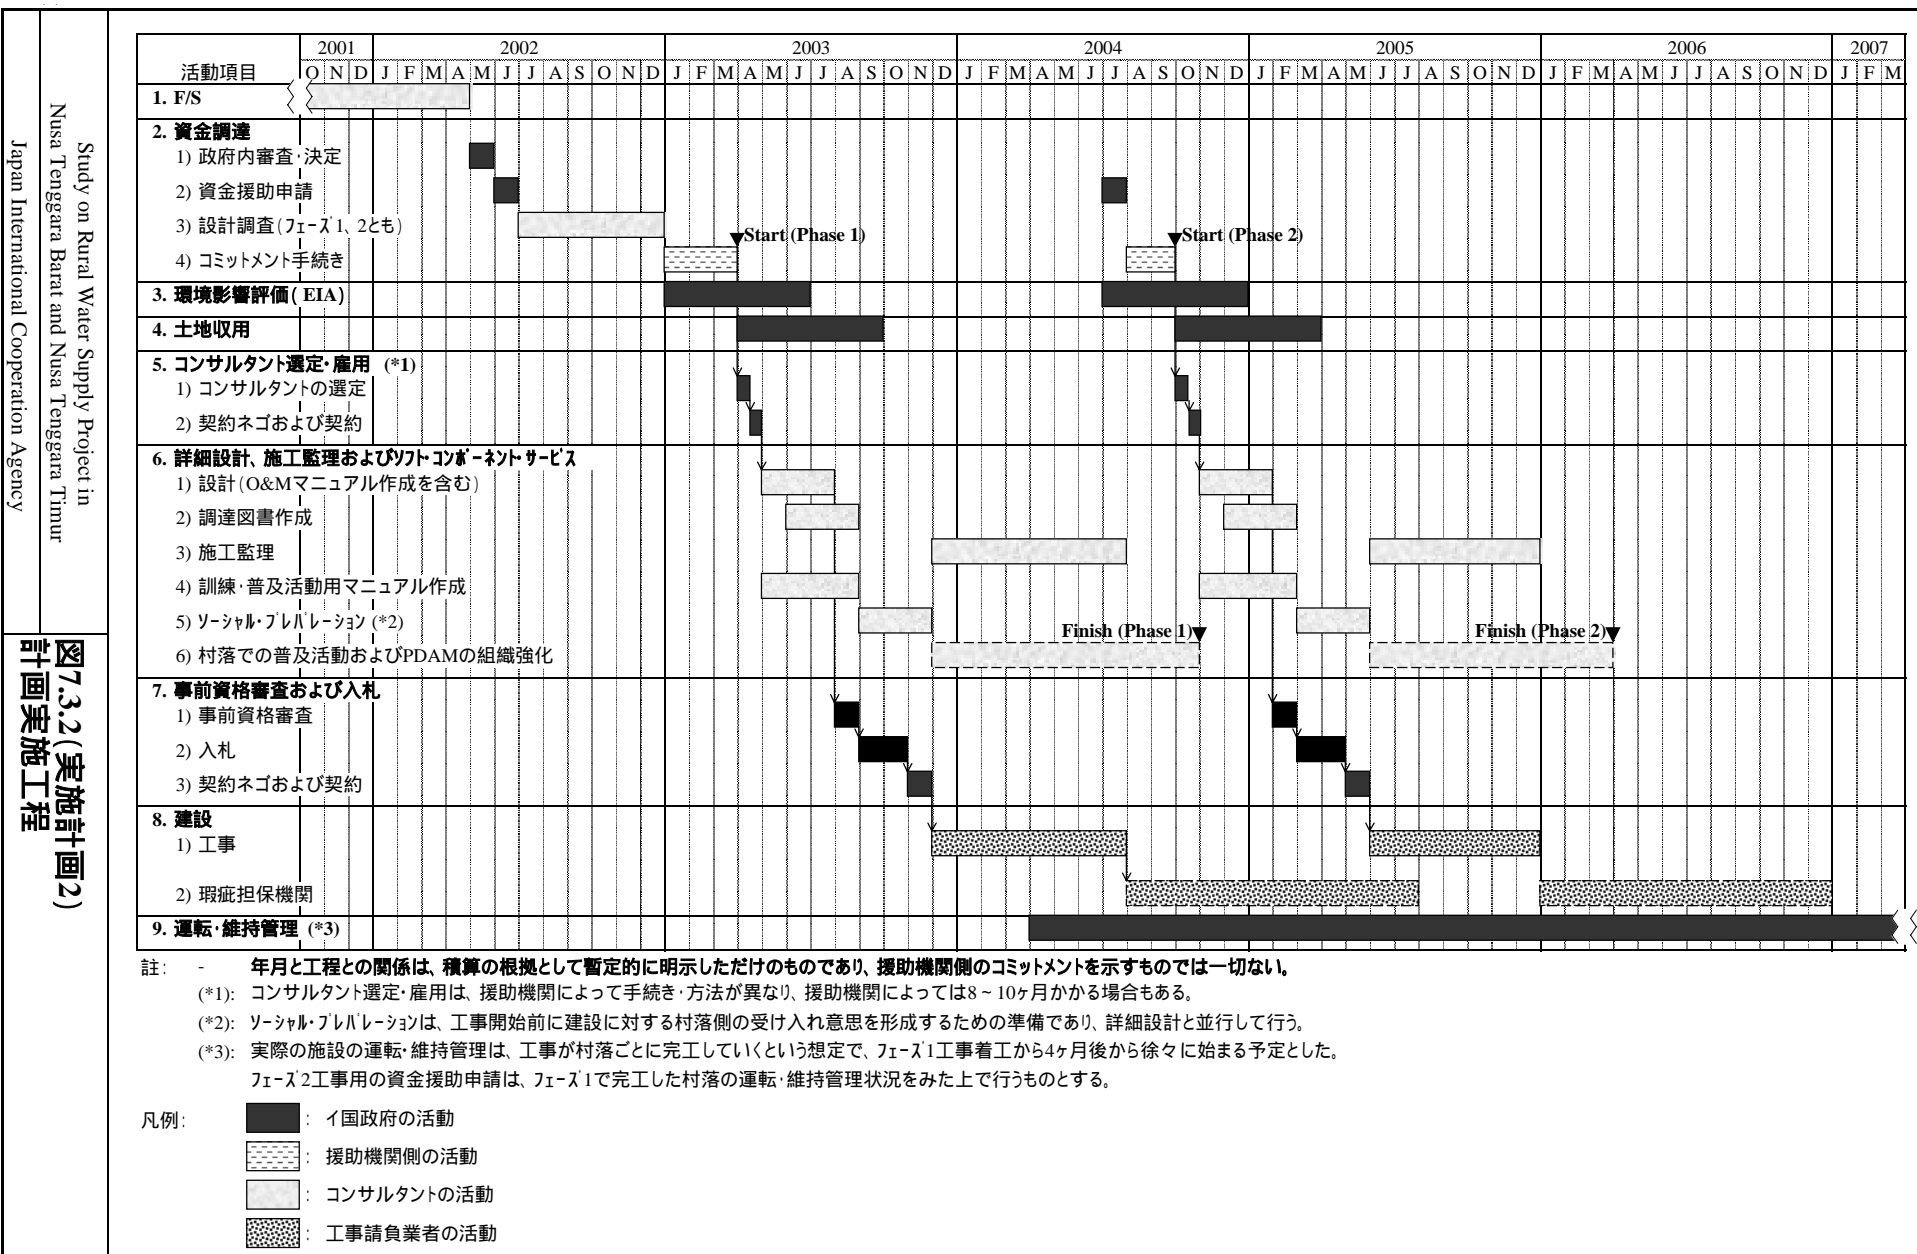 Study on Rural Water Supply Project in
Nusa Tenggara Barat and Nusa Tenggara Timur
Japan International Cooperation Agency
図7.3.2(実施計画2)
計画実施工程
2001 2002 2003 2004 2005 2006 2007
活動項目 O N D J F M A M J J A S O N D J F M A M J J A S O N D J F M A M J J A S O N D J F M A M J J A S O N D J F M A M J J A S O N D J F M
1. F/S
2. 資金調達
1) 政府内審査・決定
2) 資金援助申請
3) 設計調査(フェーズ1、2とも)
Start (Phase 1) Start (Phase 2)
4) コミットメント手続き
3. 環境影響評価( EIA)
4. 土地収用
5. コンサルタント選定・雇用 (*1)
1) コンサルタントの選定
2) 契約ネゴおよび契約
6. 詳細設計、施工監理およびソフト・コンポーネント・サービス
1) 設計(O&Mマニュアル作成を含む)
2) 調達図書作成
3) 施工監理
4) 訓練・普及活動用マニュアル作成
5) ソーシャル・プレパレーション (*2)
Finish (Phase 1) Finish (Phase 2)
6) 村落での普及活動およびPDAMの組織強化
7. 事前資格審査および入札
1) 事前資格審査
2) 入札
3) 契約ネゴおよび契約
8. 建設
1) 工事
2) 瑕疵担保機関
9. 運転・維持管理 (*3)
註: - 年月と工程との関係は、積算の根拠として暫定的に明示しただけのものであり、援助機関側のコミットメントを示すものでは一切ない。
(*1): コンサルタント選定・雇用は、援助機関によって手続き・方法が異なり、援助機関によっては8~10ヶ月かかる場合もある。
(*2): ソーシャル・プレパレーションは、工事開始前に建設に対する村落側の受け入れ意思を形成するための準備であり、詳細設計と並行して行う。
(*3): 実際の施設の運転・維持管理は、工事が村落ごとに完工していくという想定で、フェーズ1工事着工から4ヶ月後から徐々に始まる予定とした。
フェーズ2工事用の資金援助申請は、フェーズ1で完工した村落の運転・維持管理状況をみた上で行うものとする。
凡例:
: イ国政府の活動
: 援助機関側の活動
: コンサルタントの活動
: 工事請負業者の活動